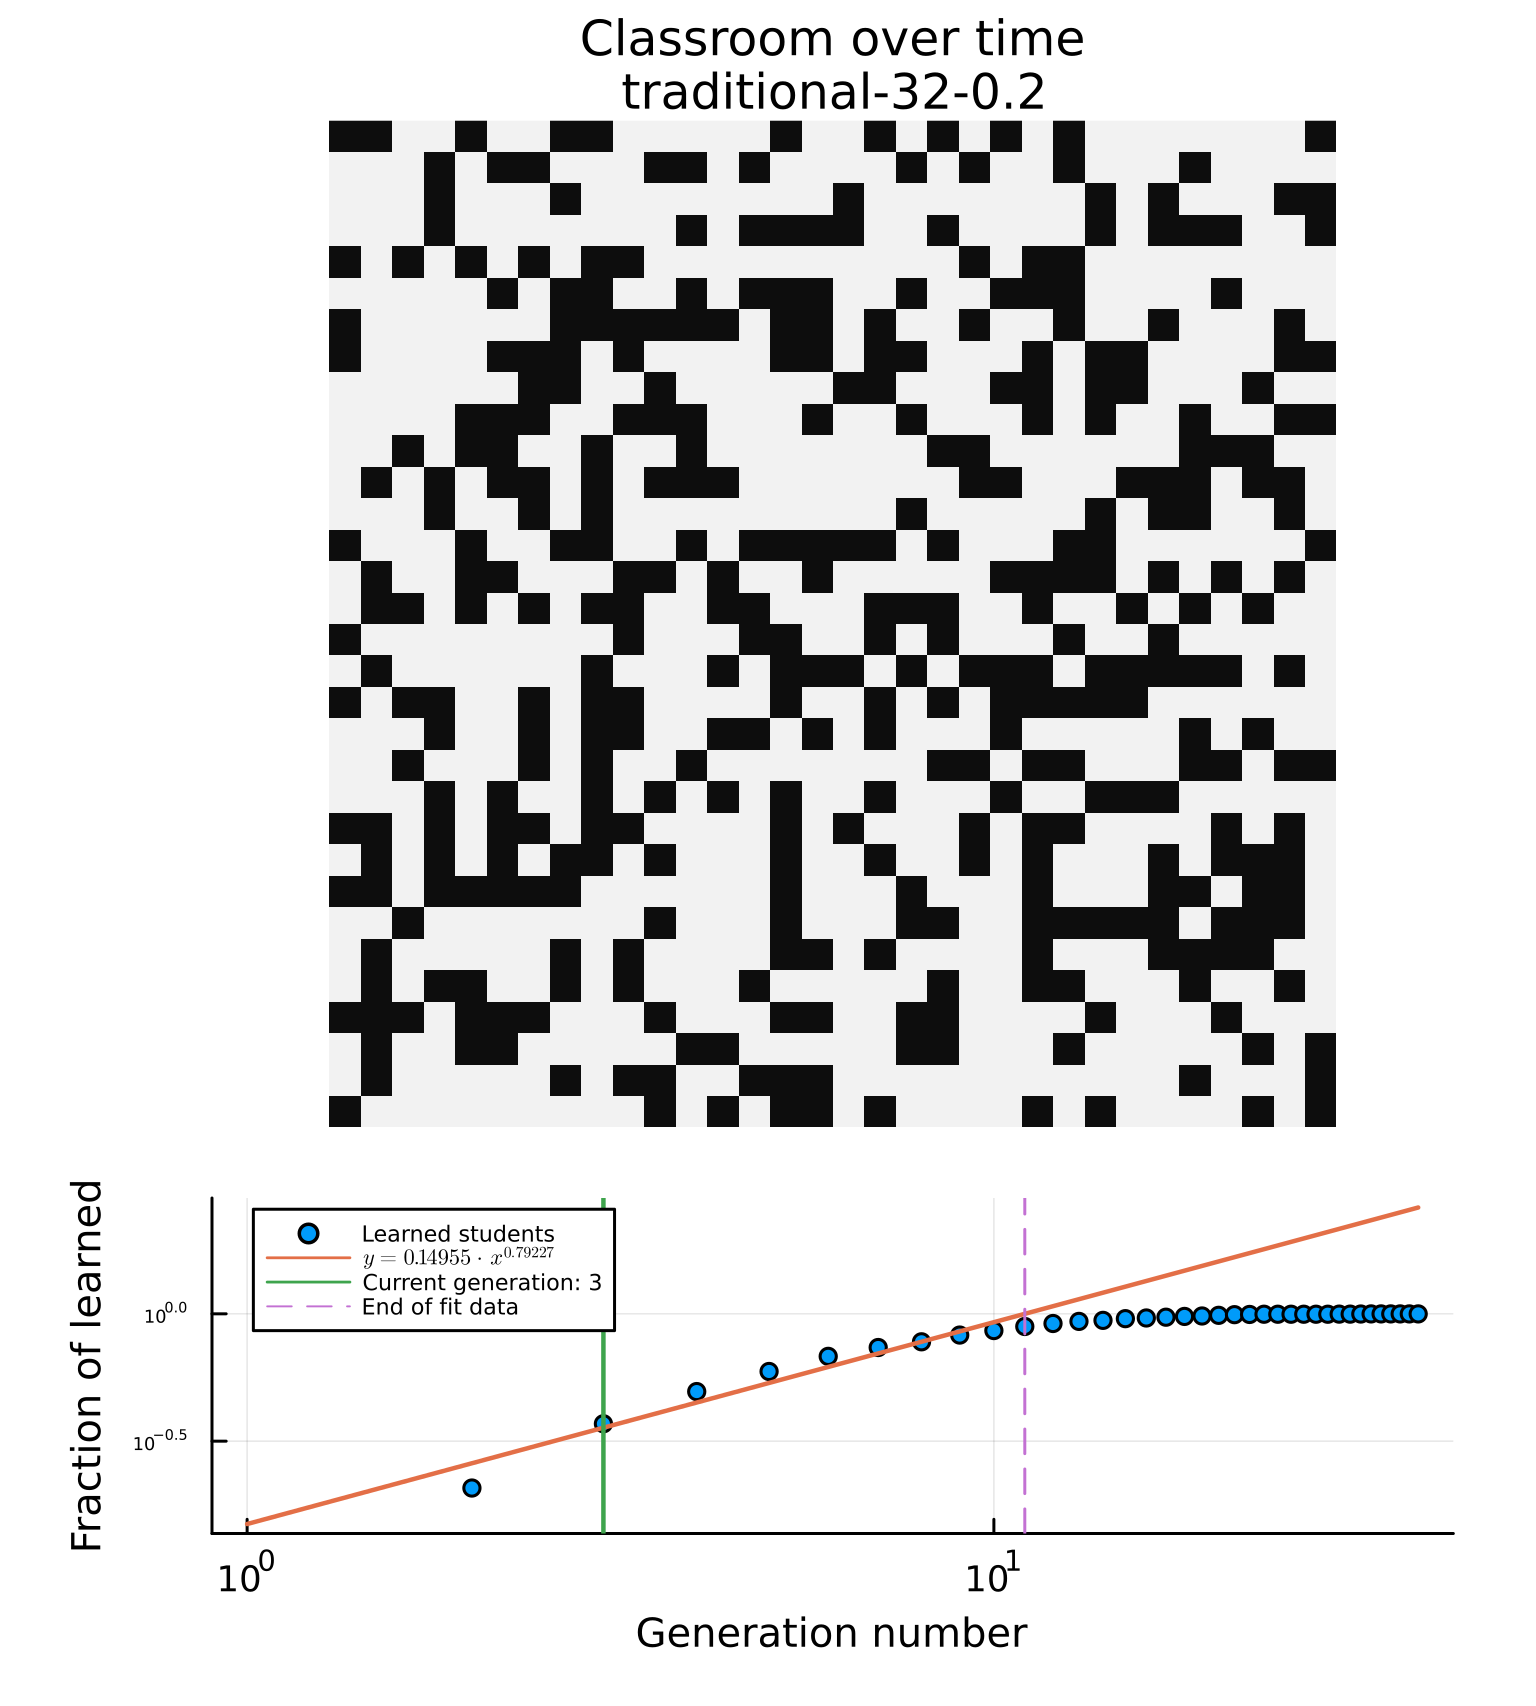 Classroom over time
traditional-32-0.2
Fraction of learned
Learned students
y = 0.14955 · x^0.79227
Current generation: 3
End of fit data
10^0.0
10^−0.5
10^0
10^1
Generation number